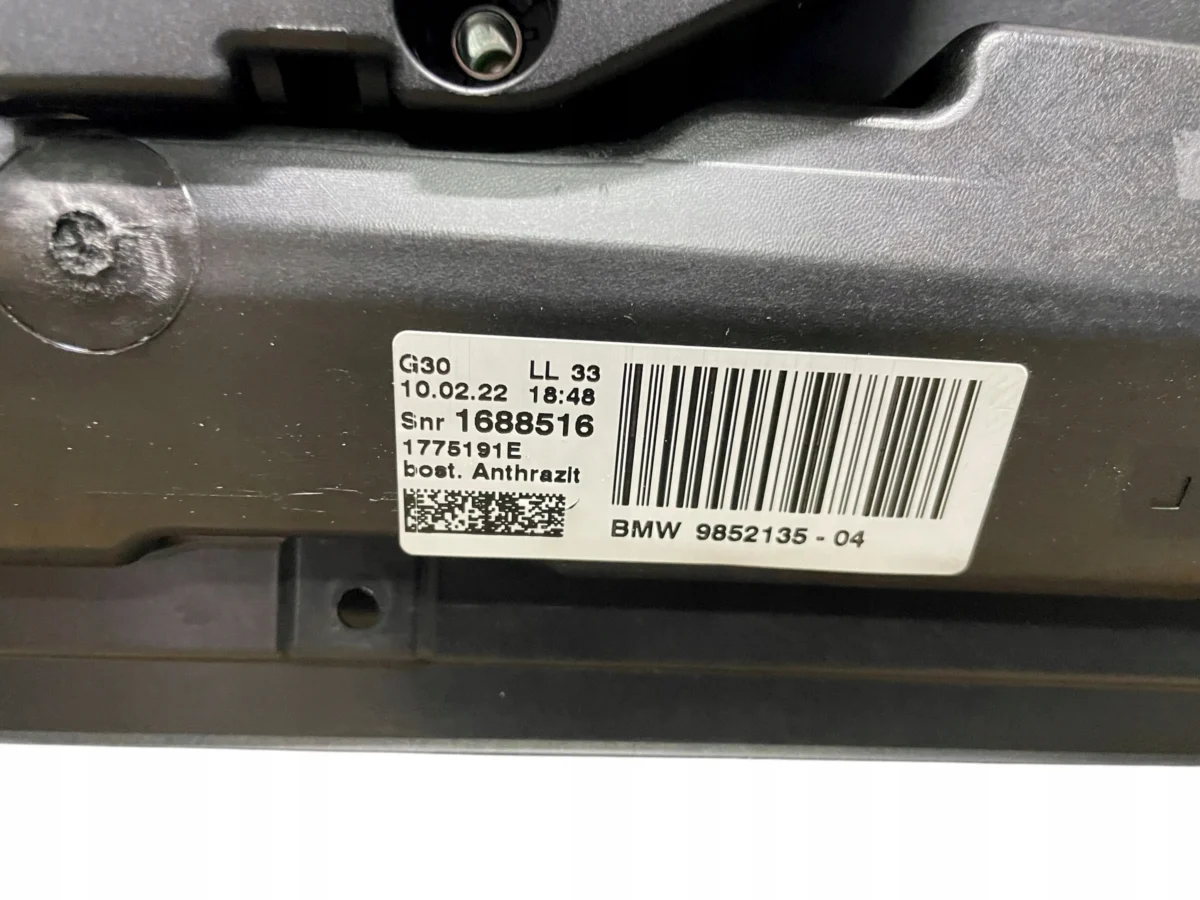 G30 LL 33
10.02.22 18:48
Snr 1688516
1775191E
bost. Anthrazit
BMW 9852135 - 04